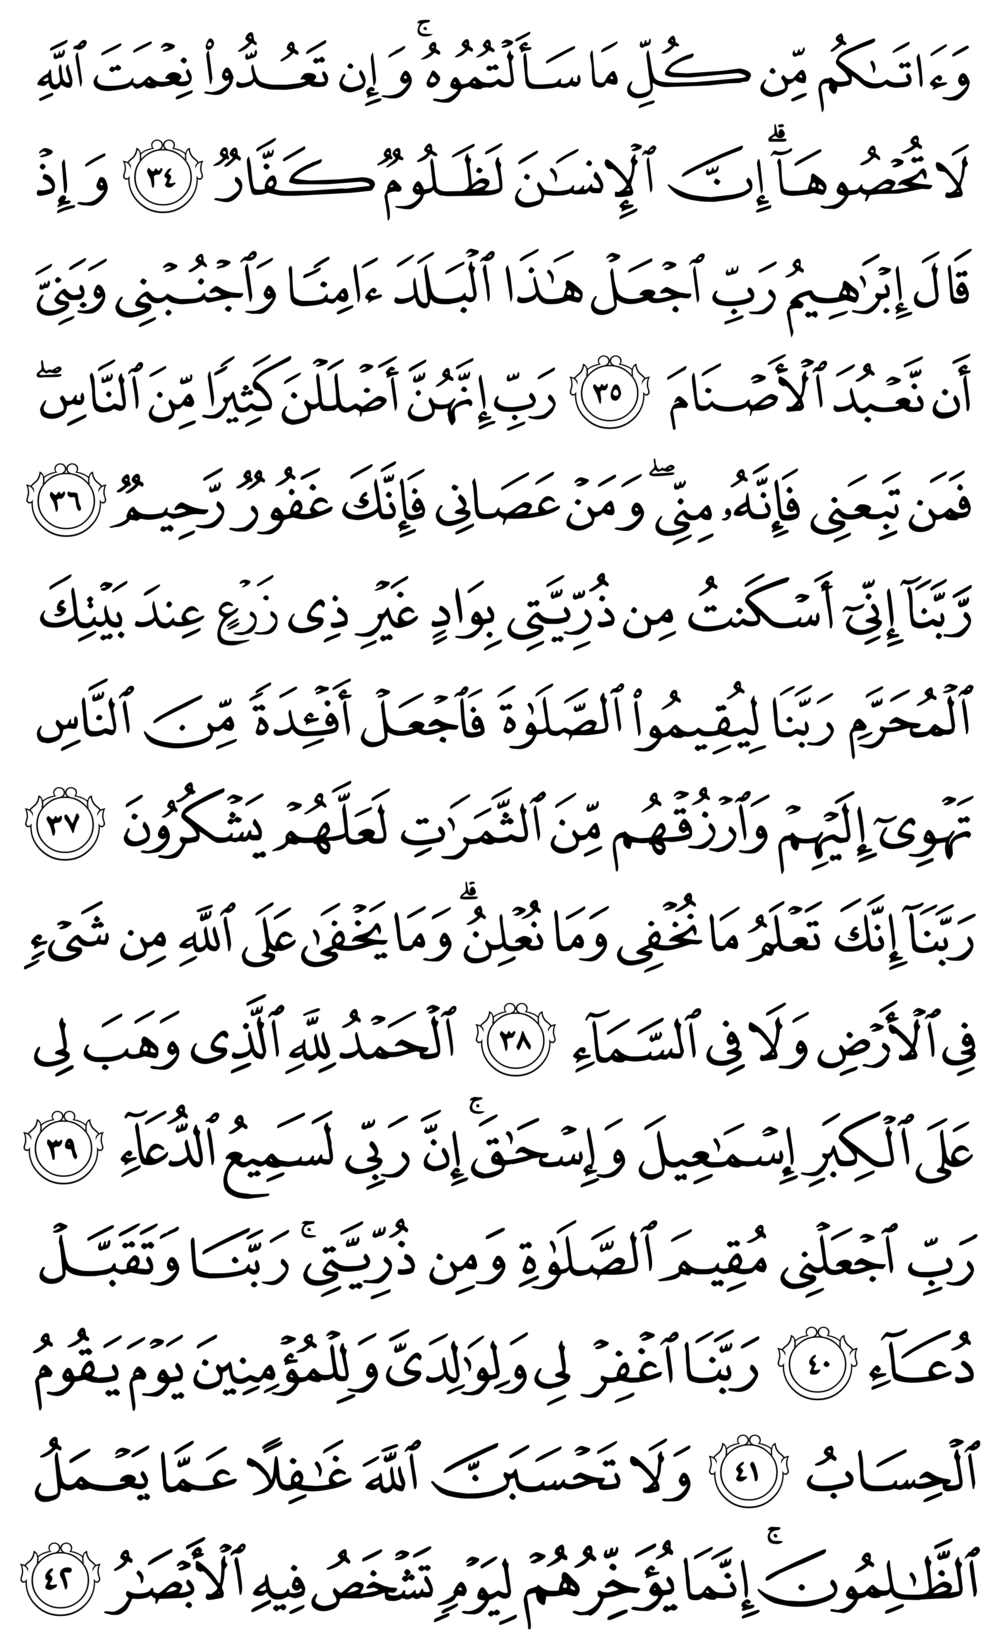 وَءَاتَىٰكُم مِّن كُلِّ مَا سَأَلْتُمُوهُ ۚ وَإِن تَعُدُّوا۟ نِعْمَتَ ٱللَّهِ
لَا تُحْصُوهَآ ۗ إِنَّ ٱلْإِنسَـٰنَ لَظَلُومٌ كَفَّارٌ ٣٤ وَإِذْ
قَالَ إِبْرَٰهِيمُ رَبِّ ٱجْعَلْ هَـٰذَا ٱلْبَلَدَ ءَامِنًا وَٱجْنُبْنِى وَبَنِىَّ
أَن نَّعْبُدَ ٱلْأَصْنَامَ ٣٥ رَبِّ إِنَّهُنَّ أَضْلَلْنَ كَثِيرًا مِّنَ ٱلنَّاسِ ۖ
فَمَن تَبِعَنِى فَإِنَّهُۥ مِنِّى ۖ وَمَنْ عَصَانِى فَإِنَّكَ غَفُورٌ رَّحِيمٌ ٣٦
رَّبَّنَآ إِنِّىٓ أَسْكَنتُ مِن ذُرِّيَّتِى بِوَادٍ غَيْرِ ذِى زَرْعٍ عِندَ بَيْتِكَ
ٱلْمُحَرَّمِ رَبَّنَا لِيُقِيمُوا۟ ٱلصَّلَوٰةَ فَٱجْعَلْ أَفْـِٔدَةً مِّنَ ٱلنَّاسِ
تَهْوِىٓ إِلَيْهِمْ وَٱرْزُقْهُم مِّنَ ٱلثَّمَرَٰتِ لَعَلَّهُمْ يَشْكُرُونَ ٣٧
رَبَّنَآ إِنَّكَ تَعْلَمُ مَا نُخْفِى وَمَا نُعْلِنُ ۗ وَمَا يَخْفَىٰ عَلَى ٱللَّهِ مِن شَىْءٍ
فِى ٱلْأَرْضِ وَلَا فِى ٱلسَّمَآءِ ٣٨ ٱلْحَمْدُ لِلَّهِ ٱلَّذِى وَهَبَ لِى
عَلَى ٱلْكِبَرِ إِسْمَـٰعِيلَ وَإِسْحَـٰقَ ۚ إِنَّ رَبِّى لَسَمِيعُ ٱلدُّعَآءِ ٣٩
رَبِّ ٱجْعَلْنِى مُقِيمَ ٱلصَّلَوٰةِ وَمِن ذُرِّيَّتِى ۚ رَبَّنَا وَتَقَبَّلْ
دُعَآءِ ٤٠ رَبَّنَا ٱغْفِرْ لِى وَلِوَٰلِدَىَّ وَلِلْمُؤْمِنِينَ يَوْمَ يَقُومُ
ٱلْحِسَابُ ٤١ وَلَا تَحْسَبَنَّ ٱللَّهَ غَـٰفِلًا عَمَّا يَعْمَلُ
ٱلظَّـٰلِمُونَ ۚ إِنَّمَا يُؤَخِّرُهُمْ لِيَوْمٍ تَشْخَصُ فِيهِ ٱلْأَبْصَـٰرُ ٤٢